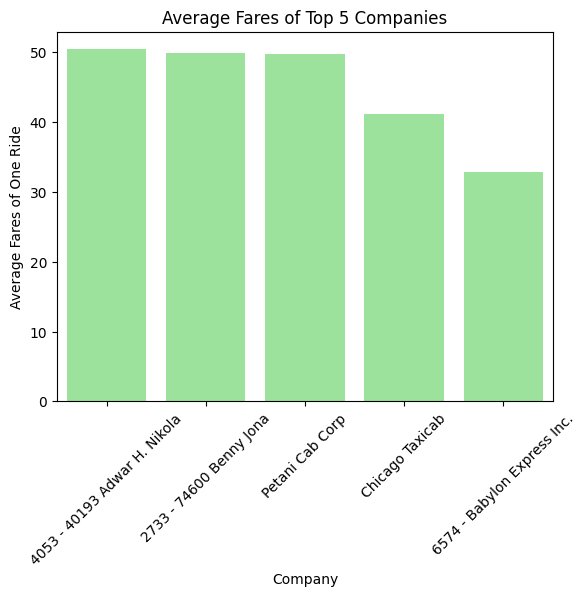 Average Fares of Top 5 Companies
Average Fares of One Ride
50
40
30
20
10
0
4053 - 40193 Adwar H. Nikola
2733 - 74600 Benny Jona
Petani Cab Corp
Chicago Taxicab
6574 - Babylon Express Inc.
Company